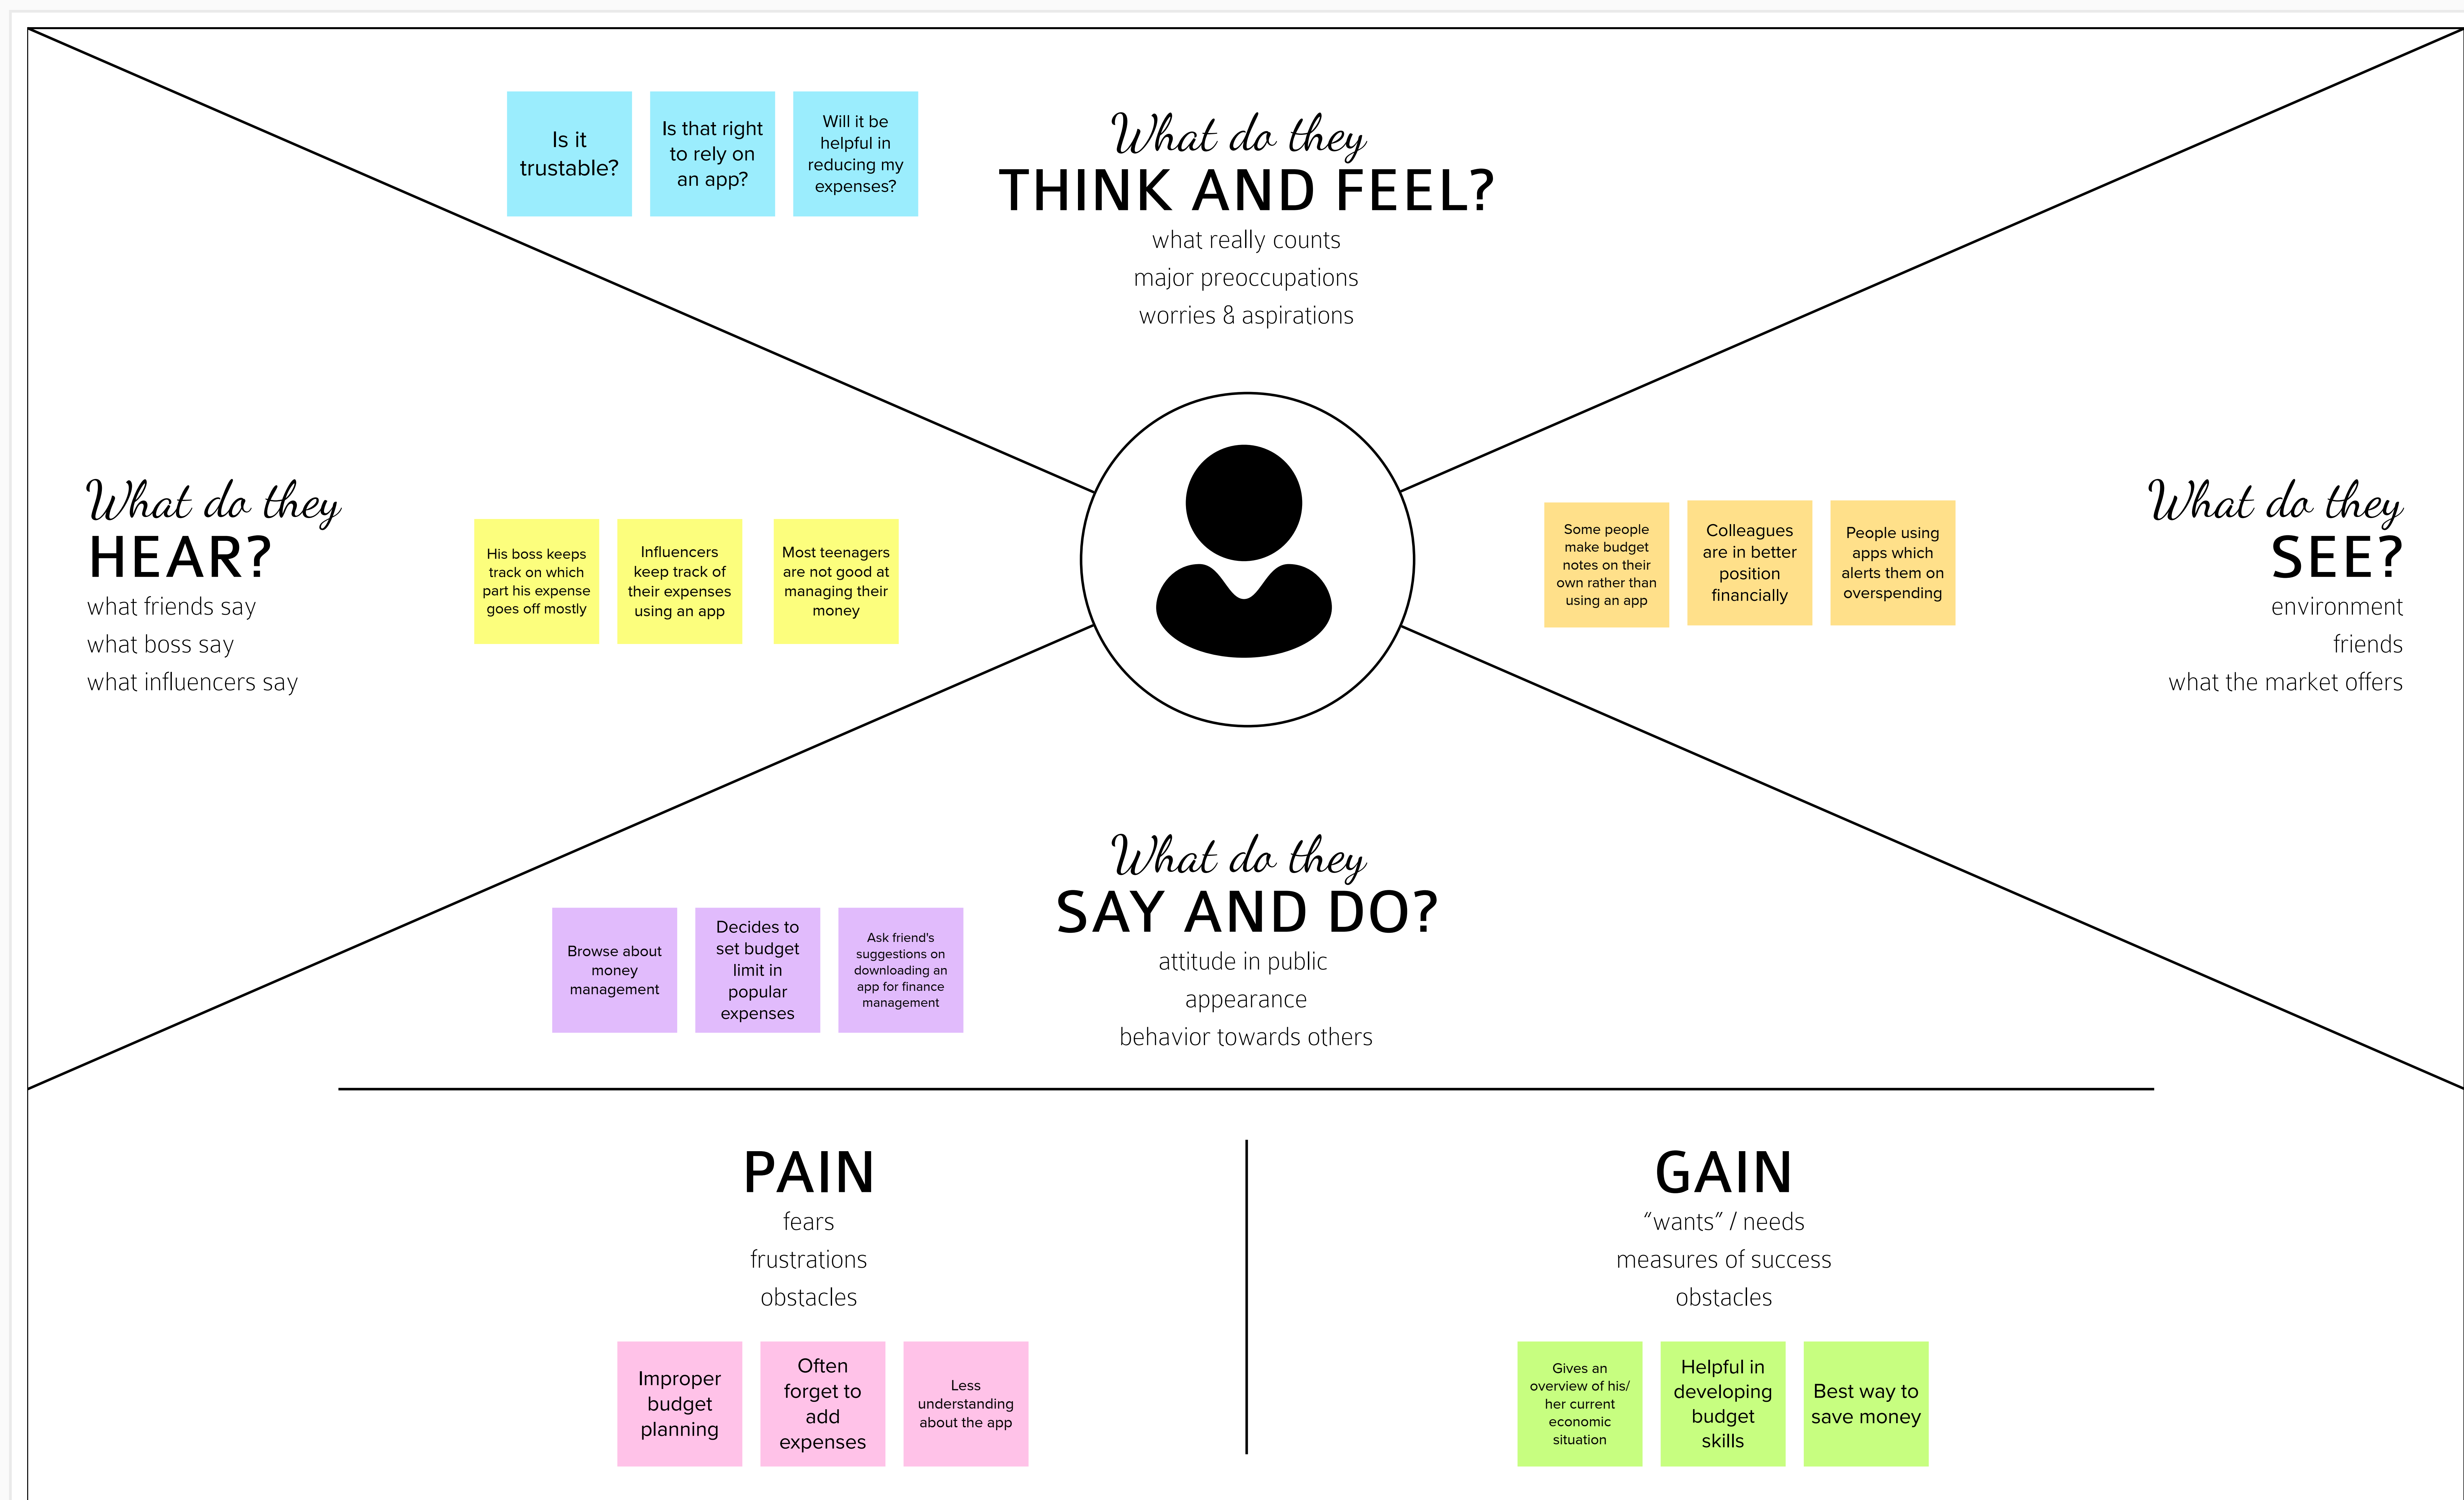 Is it
trustable?
Is that right
to rely on
an app?
Will it be
helpful in
reducing my
expenses?
What do they
THINK AND FEEL?
what really counts
major preoccupations
worries & aspirations
What do they
HEAR?
what friends say
what boss say
what influencers say
His boss keeps
track on which
part his expense
goes off mostly
Influencers
keep track of
their expenses
using an app
Most teenagers
are not good at
managing their
money
Some people
make budget
notes on their
own rather than
using an app
Colleagues
are in better
position
financially
People using
apps which
alerts them on
overspending
What do they
SEE?
environment
friends
what the market offers
What do they
SAY AND DO?
attitude in public
appearance
behavior towards others
Browse about
money
management
Decides to
set budget
limit in
popular
expenses
Ask friend's
suggestions on
downloading an
app for finance
management
PAIN
fears
frustrations
obstacles
Improper
budget
planning
Often
forget to
add
expenses
Less
understanding
about the app
GAIN
“wants” / needs
measures of success
obstacles
Gives an
overview of his/
her current
economic
situation
Helpful in
developing
budget
skills
Best way to
save money